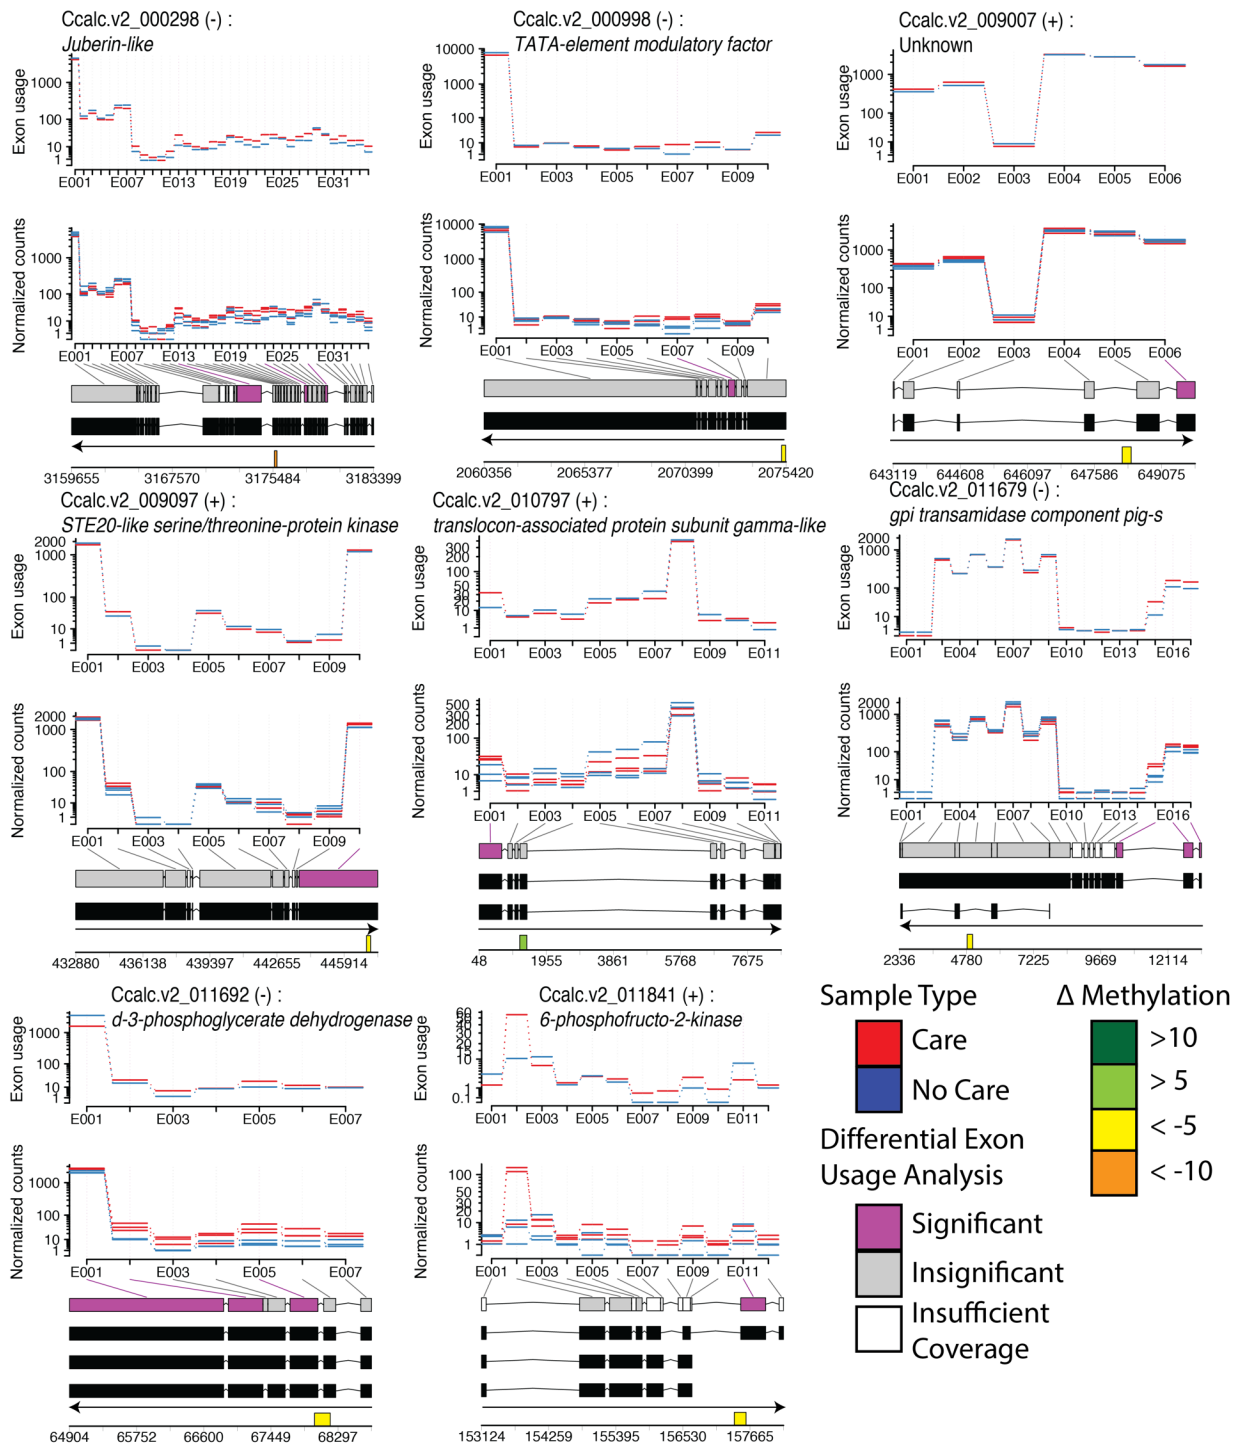 Ccalc.v2_000298 (-) :
Juberin-like
Exon usage
1000
100
10
1
E001 E007 E013 E019 E025 E031
Normalized counts
1000
100
10
1
E001 E007 E013 E019 E025 E031
3159655 3167570 3175484 3183399
Ccalc.v2_000998 (-) :
TATA-element modulatory factor
Exon usage
10000
1000
100
10
1
E001 E003 E005 E007 E009
Normalized counts
10000
1000
100
10
1
E001 E003 E005 E007 E009
2060356 2065377 2070399 2075420
Ccalc.v2_009007 (+) :
Unknown
Exon usage
1000
100
10
1
E001 E002 E003 E004 E005 E006
Normalized counts
1000
100
10
1
E001 E002 E003 E004 E005 E006
643119 644608 646097 647586 649075
Ccalc.v2_009097 (+) :
STE20-like serine/threonine-protein kinase
Exon usage
2000
1000
100
10
1
E001 E003 E005 E007 E009
Normalized counts
2000
1000
100
10
1
E001 E003 E005 E007 E009
432880 436138 439397 442655 445914
Ccalc.v2_010797 (+) :
translocon-associated protein subunit gamma-like
Exon usage
300
200
100
50
30
20
10
1
E001 E003 E005 E007 E009 E011
Normalized counts
500
300
200
100
10
1
E001 E003 E005 E007 E009 E011
48 1955 3861 5768 7675
Ccalc.v2_011679 (-) :
gpi transamidase component pig-s
Exon usage
2000
1000
100
10
1
E001 E004 E007 E010 E013 E016
Normalized counts
2000
1000
100
10
1
E001 E004 E007 E010 E013 E016
2336 4780 7225 9669 12114
Ccalc.v2_011692 (-) :
d-3-phosphoglycerate dehydrogenase
Exon usage
1000
100
10
1
E001 E003 E005 E007
Normalized counts
1000
100
10
1
E001 E003 E005 E007
64904 65752 66600 67449 68297
Ccalc.v2_011841 (+) :
6-phosphofructo-2-kinase
Exon usage
60
50
40
30
20
15
10
5
1
0.1
E001 E003 E005 E007 E009 E011
Normalized counts
100
50
30
20
10
1
E001 E003 E005 E007 E009 E011
153124 154259 155395 156530 157665
Sample Type
Care
No Care
Differential Exon
Usage Analysis
Significant
Insignificant
Insufficient
Coverage
Δ Methylation
>10
> 5
< -5
< -10